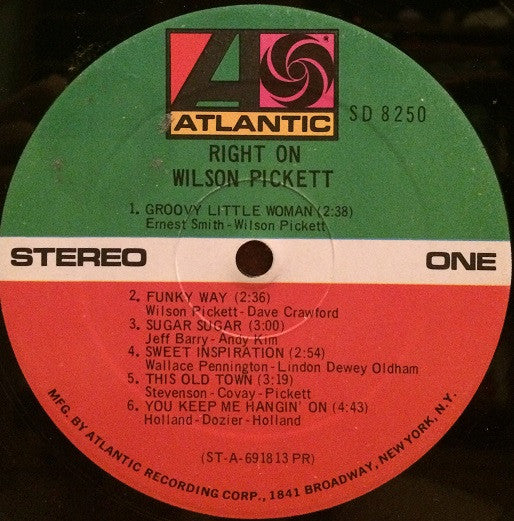 ATLANTIC
SD 8250
RIGHT ON
WILSON PICKETT
1. GROOVY LITTLE WOMAN (2:38)
Ernest Smith-Wilson Pickett
STEREO ONE
2. FUNKY WAY (2:36)
Wilson Pickett-Dave Crawford
3. SUGAR SUGAR (3:00)
Jeff Barry-Andy Kim
4. SWEET INSPIRATION (2:54)
Wallace Pennington-Lindon Dewey Oldham
5. THIS OLD TOWN (3:19)
Stevenson-Covay-Pickett
6. YOU KEEP ME HANGIN' ON (4:43)
Holland-Dozier-Holland
(ST-A-691813 PR)
MFG. BY ATLANTIC RECORDING CORP., 1841 BROADWAY, NEW YORK, N.Y.